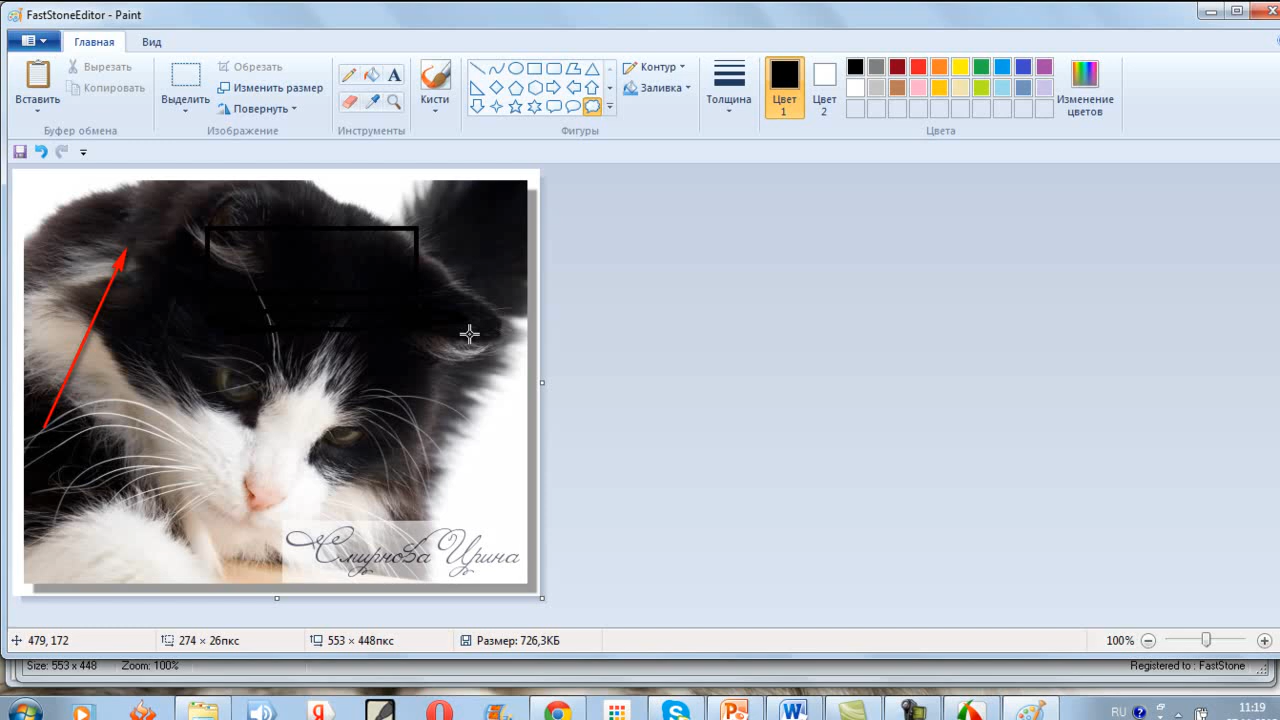 FastStoneEditor - Paint
Главная Вид
Вставить
Вырезать
Копировать
Буфер обмена
Выделить
Обрезать
Изменить размер
Повернуть
Изображение
A
Инструменты
Кисти
Контур
Заливка
Фигуры
Толщина
Цвет 1
Цвет 2
Изменение цветов
Цвета
Смирнова Ирина
479, 172 274 × 26пкс 553 × 448пкс Размер: 726,3КБ 100%
Size: 553 x 448 Zoom: 100% Registered to : FastStone
RU 11:19